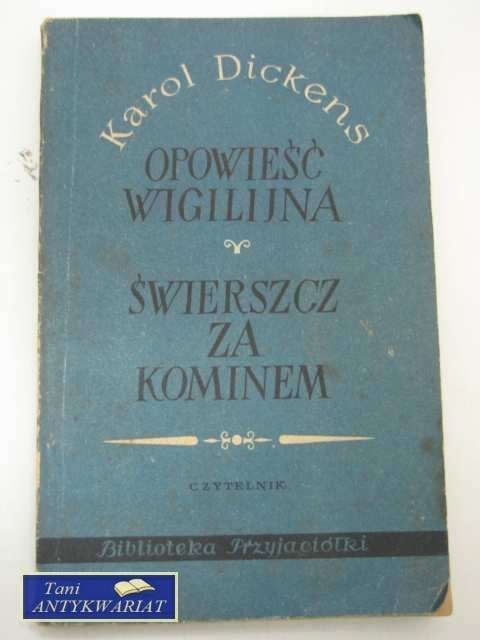 Karol Dickens
OPOWIEŚĆ
WIGILIJNA
ŚWIERSZCZ
ZA
KOMINEM
CZYTELNIK
Biblioteka Przyjaciółki
Tani
ANTYKWARIAT